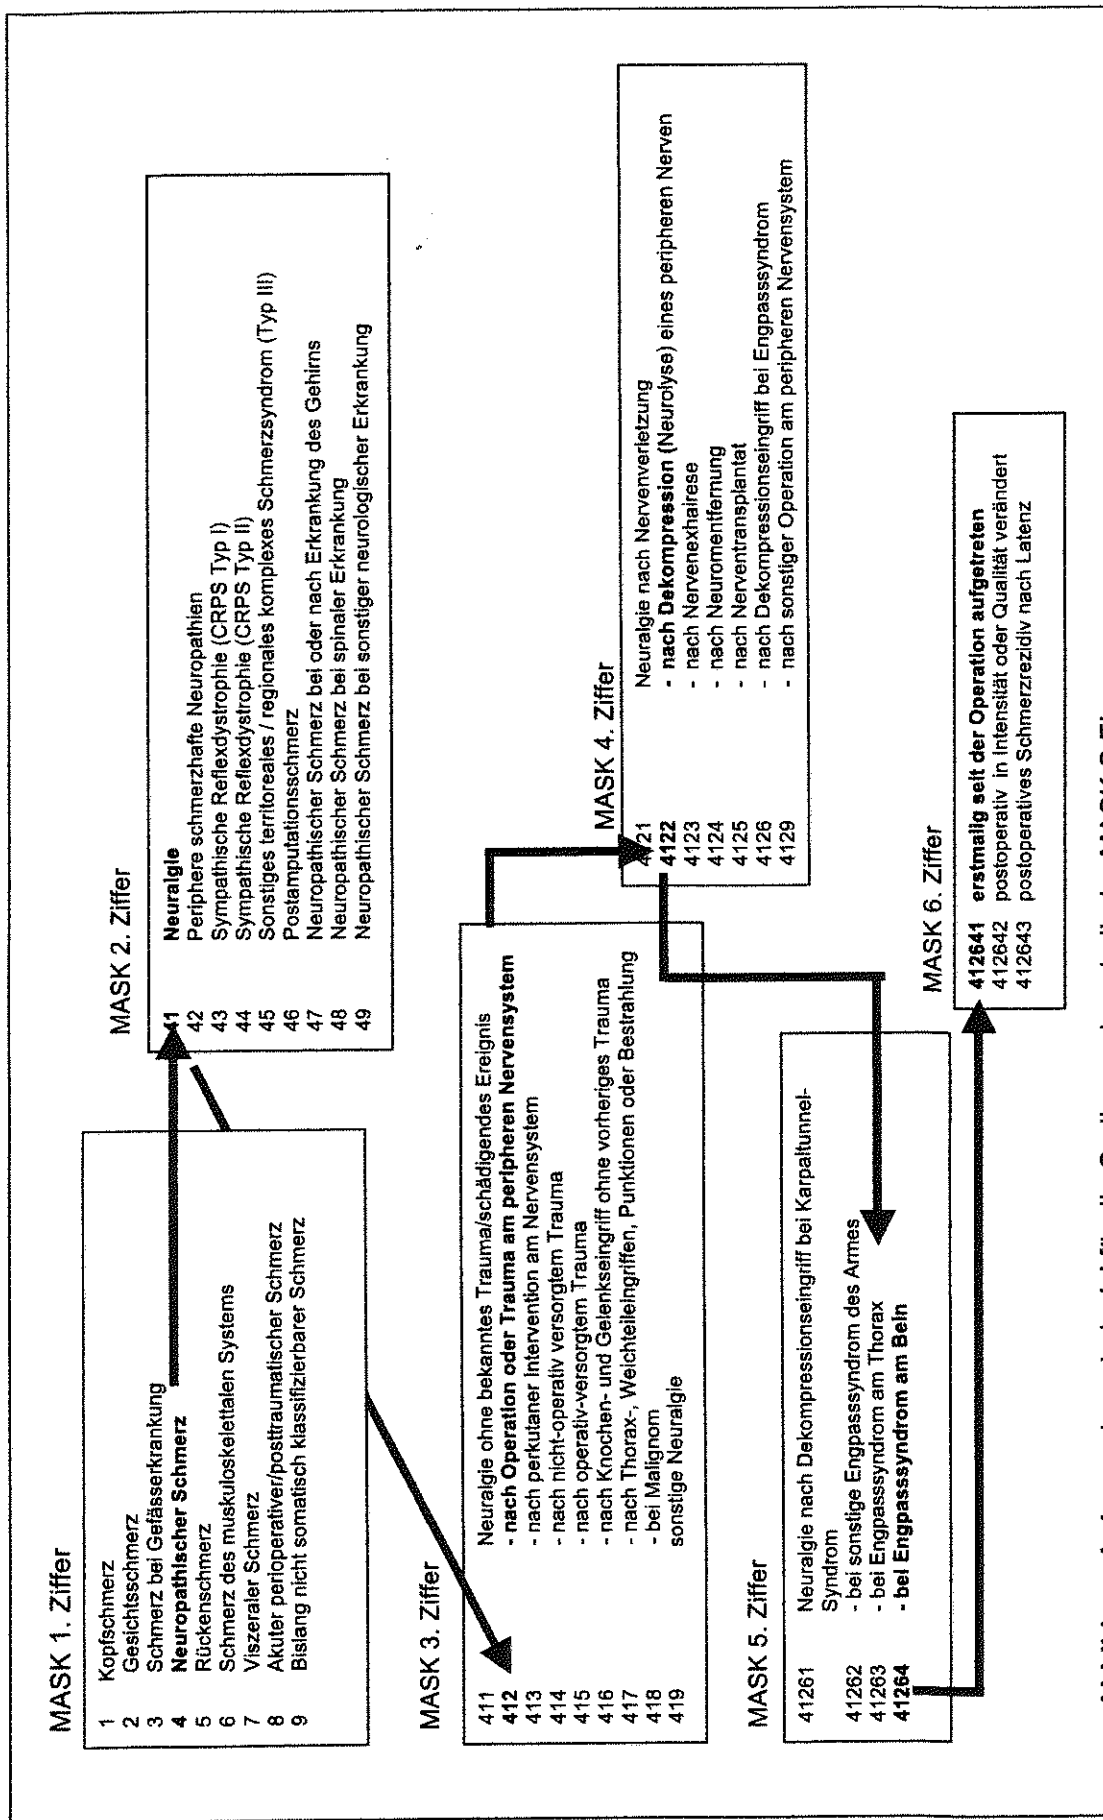 MASK 1. Ziffer
1 Kopfschmerz
2 Gesichtsschmerz
3 Schmerz bei Gefässerkrankung
4 Neuropathischer Schmerz
5 Rückenschmerz
6 Schmerz des muskuloskelettalen Systems
7 Viszeraler Schmerz
8 Akuter perioperativer/posttraumatischer Schmerz
9 Bislang nicht somatisch klassifizierbarer Schmerz
MASK 2. Ziffer
41 Neuralgie
42 Periphere schmerzhafte Neuropathien
43 Sympathische Reflexdystrophie (CRPS Typ I)
44 Sympathische Reflexdystrophie (CRPS Typ II)
45 Sonstiges territoreales / regionales komplexes Schmerzsyndrom (Typ III)
46 Postamputationsschmerz
47 Neuropathischer Schmerz bei oder nach Erkrankung des Gehirns
48 Neuropathischer Schmerz bei spinaler Erkrankung
49 Neuropathischer Schmerz bei sonstiger neurologischer Erkrankung
MASK 3. Ziffer
411 Neuralgie ohne bekanntes Trauma/schädigendes Ereignis
412 - nach Operation oder Trauma am peripheren Nervensystem
413 - nach perkutaner Intervention am Nervensystem
414 - nach nicht-operativ versorgtem Trauma
415 - nach operativ-versorgtem Trauma
416 - nach Knochen- und Gelenkseingriff ohne vorheriges Trauma
417 - nach Thorax-, Weichteileingriffen, Punktionen oder Bestrahlung
418 - bei Malignom
419 sonstige Neuralgie
MASK 4. Ziffer
4121 Neuralgie nach Nervenverletzung
4122 - nach Dekompression (Neurolyse) eines peripheren Nerven
4123 - nach Nervenexhairese
4124 - nach Neuromentfernung
4125 - nach Nerventransplantat
4126 - nach Dekompressionseingriff bei Engpasssyndrom
4129 - nach sonstiger Operation am peripheren Nervensystem
MASK 5. Ziffer
41261 Neuralgie nach Dekompressionseingriff bei Karpaltunnel-
Syndrom
41262 - bei sonstige Engpasssyndrom des Armes
41263 - bei Engpasssyndrom am Thorax
41264 - bei Engpasssyndrom am Bein
MASK 6. Ziffer
412641 erstmalig seit der Operation aufgetreten
412642 postoperativ in Intensität oder Qualität verändert
412643 postoperatives Schmerzrezidiv nach Latenz